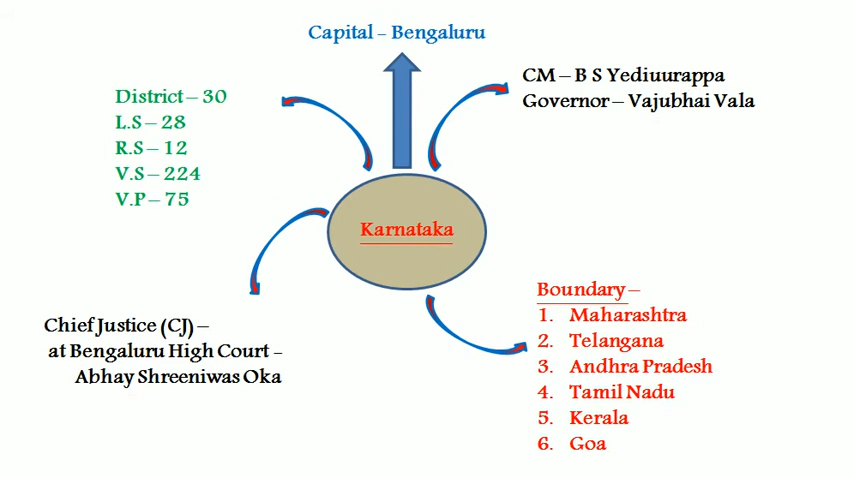 Capital – Bengaluru
CM – B S Yediuurappa
Governor – Vajubhai Vala
District – 30
L.S – 28
R.S – 12
V.S – 224
V.P – 75
Karnataka
Chief Justice (CJ) –
at Bengaluru High Court –
Abhay Shreeniwas Oka
Boundary –
1. Maharashtra
2. Telangana
3. Andhra Pradesh
4. Tamil Nadu
5. Kerala
6. Goa